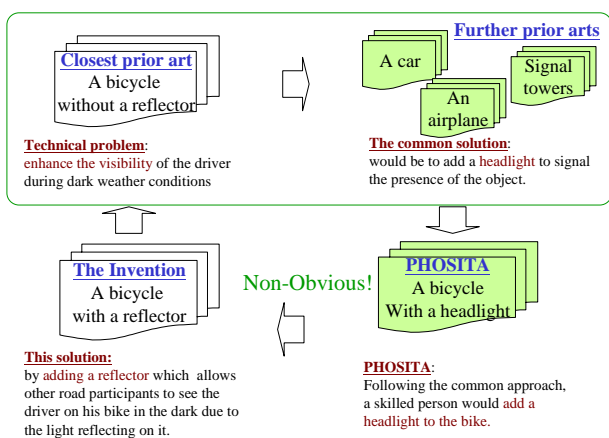 Closest prior art
A bicycle
without a reflector
Technical problem:
enhance the visibility of the driver
during dark weather conditions
Further prior arts
A car
An
airplane
Signal
towers
The common solution:
would be to add a headlight to signal
the presence of the object.
The Invention
A bicycle
with a reflector
Non-Obvious!
PHOSITA
A bicycle
With a headlight
This solution:
by adding a reflector which allows
other road participants to see the
driver on his bike in the dark due to
the light reflecting on it.
PHOSITA:
Following the common approach,
a skilled person would add a
headlight to the bike.